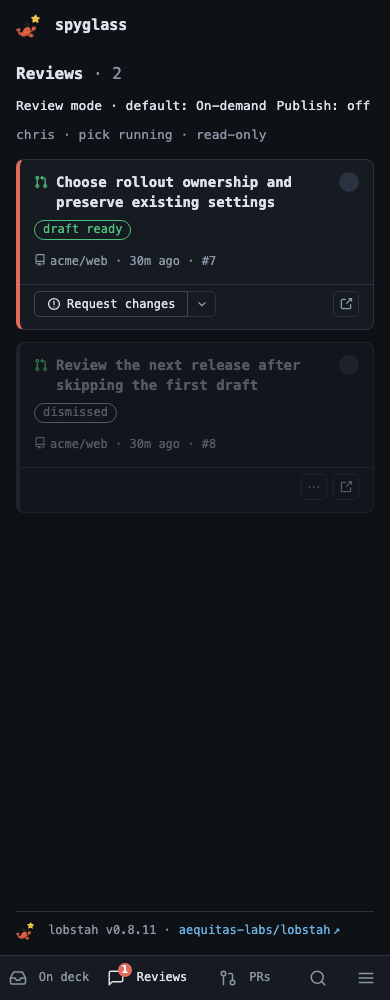 spyglass
Reviews · 2
Review mode · default: On-demand Publish: off
chris · pick running · read-only
Choose rollout ownership and
preserve existing settings
draft ready
acme/web · 30m ago · #7
Request changes
Review the next release after
skipping the first draft
dismissed
acme/web · 30m ago · #8
lobstah v0.8.11 · aequitas-labs/lobstah↗
On deck
1
Reviews
PRs